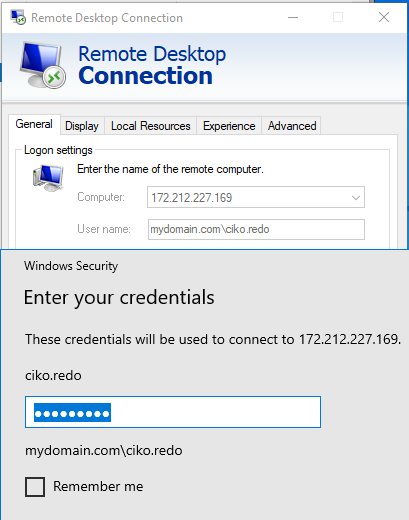 Remote Desktop Connection
Remote Desktop
Connection
General Display Local Resources Experience Advanced
Logon settings
Enter the name of the remote computer.
Computer: 172.212.227.169
User name: mydomain.com\ciko.redo
Windows Security
Enter your credentials
These credentials will be used to connect to 172.212.227.169.
ciko.redo
●●●●●●●●●
mydomain.com\ciko.redo
Remember me